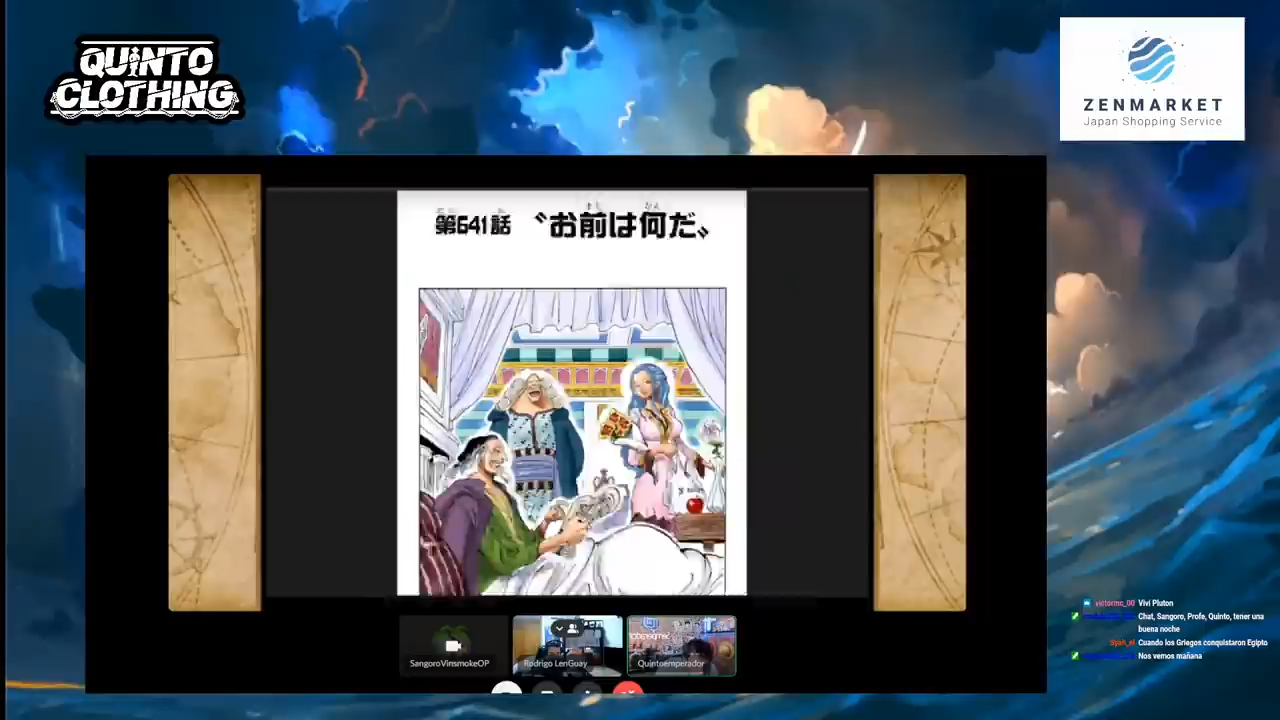 QUINTO
CLOTHING
ZENMARKET
Japan Shopping Service
第641話 〝お前は何だ〟
SangoroVinsmokeOP
Rodrigo LenGuay
Quintoemperador
victorinc_00 Vivi Pluton
Chat, Sangoro, Profe, Quinto, tener una
buena noche
Cuando los Griegos conquistaron Egipto
Nos vemos mañana